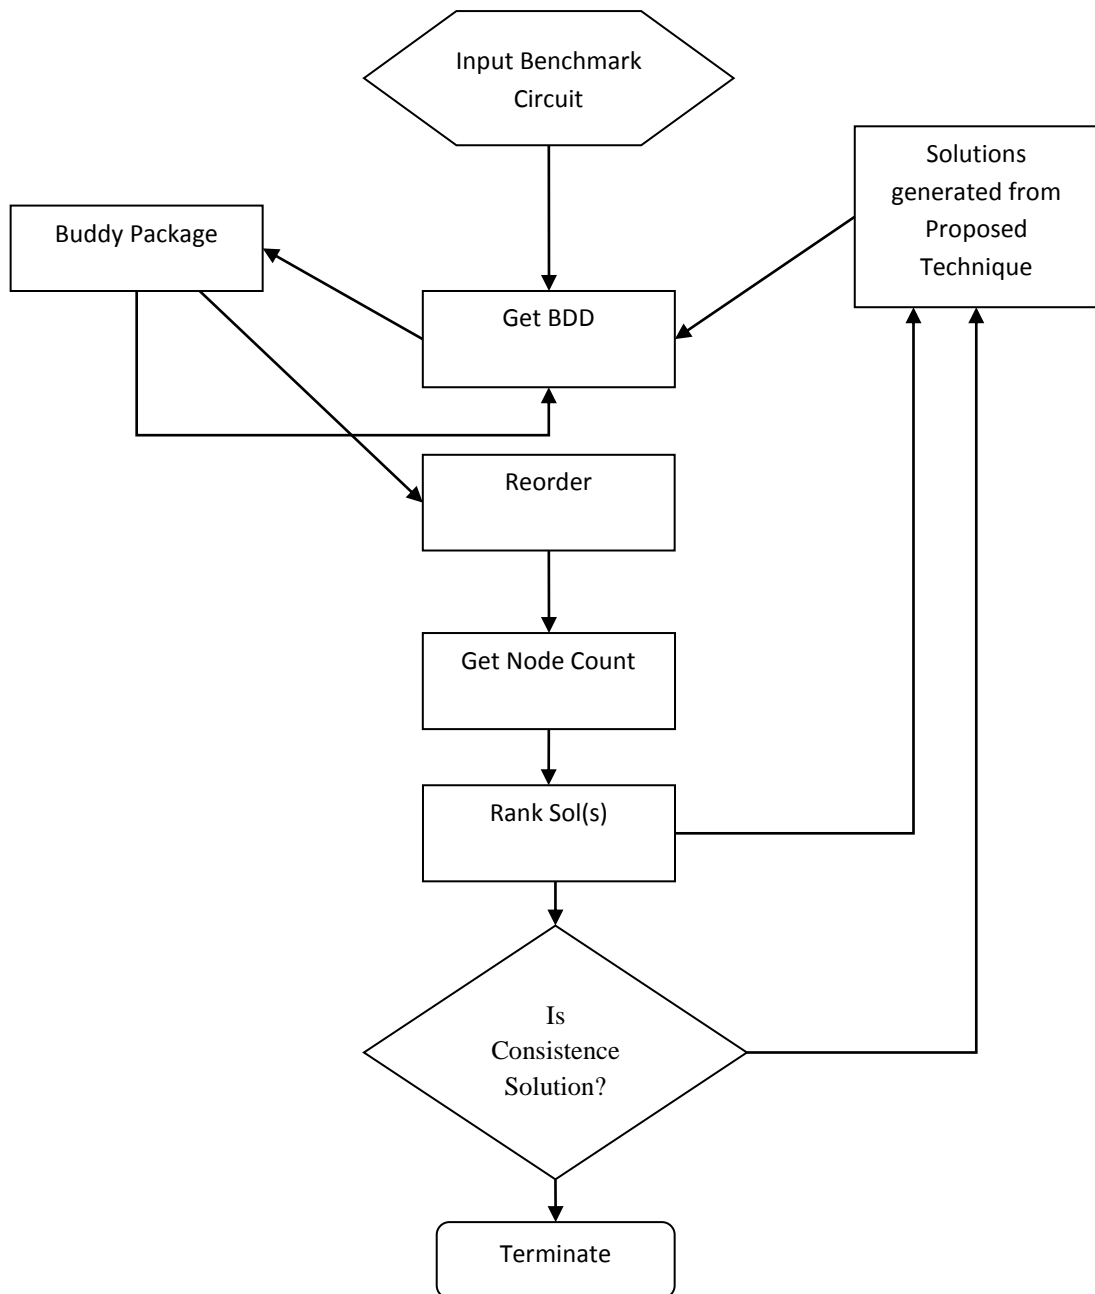 Input Benchmark
Circuit
Solutions
generated from
Proposed
Technique
Buddy Package
Get BDD
Reorder
Get Node Count
Rank Sol(s)
Is
Consistence
Solution?
Terminate